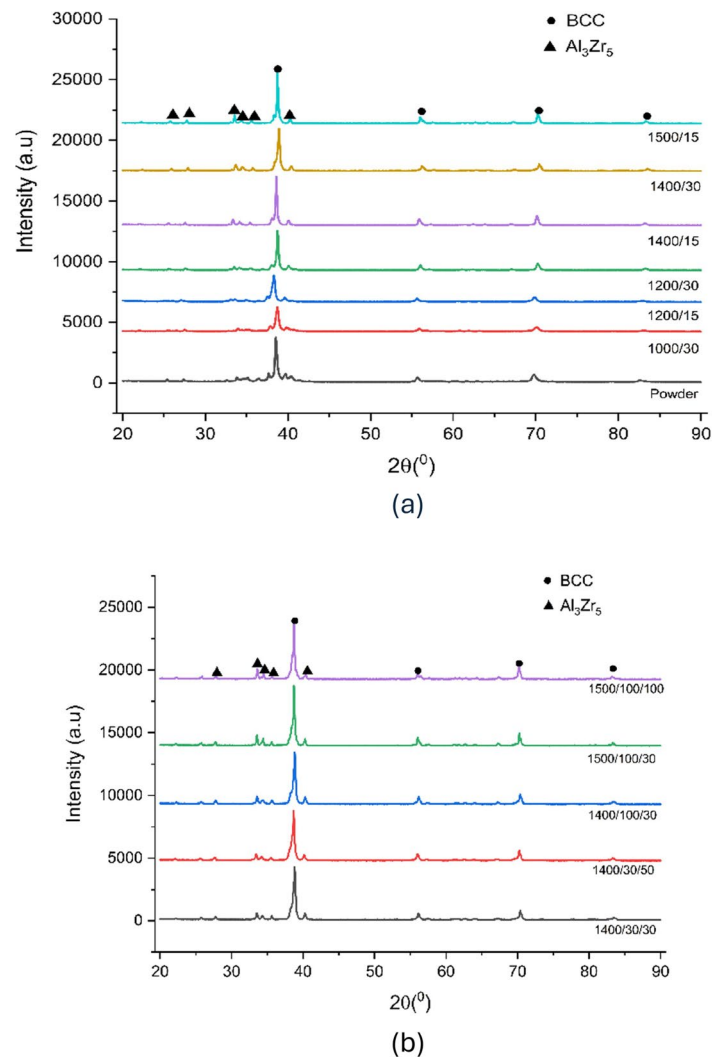 30000
25000
20000
15000
10000
5000
0
Intensity (a.u)
BCC
Al₃Zr₅
1500/15
1400/30
1400/15
1200/30
1200/15
1000/30
Powder
20 30 40 50 60 70 80 90
2θ(⁰)
(a)
25000
20000
15000
10000
5000
0
Intensity (a.u)
BCC
Al₃Zr₅
1500/100/100
1500/100/30
1400/100/30
1400/30/50
1400/30/30
20 30 40 50 60 70 80 90
2θ(⁰)
(b)